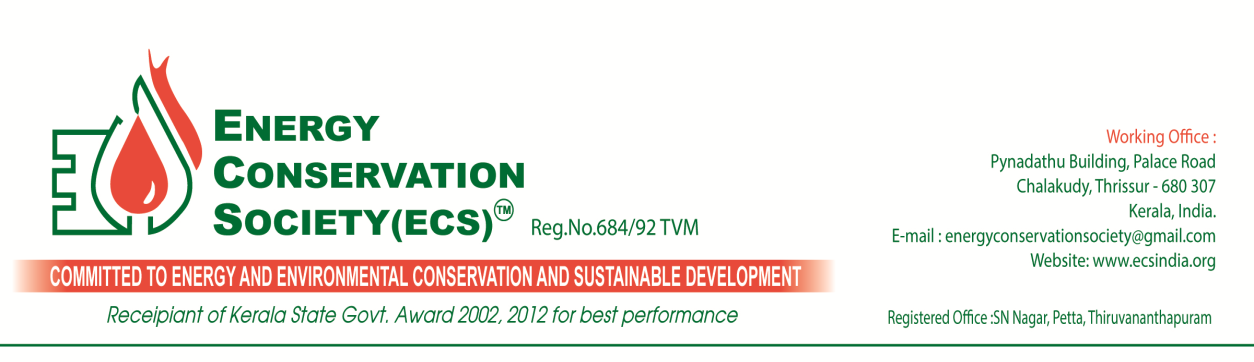 ENERGY
CONSERVATION
SOCIETY(ECS)™ Reg.No.684/92 TVM
COMMITTED TO ENERGY AND ENVIRONMENTAL CONSERVATION AND SUSTAINABLE DEVELOPMENT
Receipiant of Kerala State Govt. Award 2002, 2012 for best performance
Working Office :
Pynadathu Building, Palace Road
Chalakudy, Thrissur - 680 307
Kerala, India.
E-mail : energyconservationsociety@gmail.com
Website: www.ecsindia.org
Registered Office :SN Nagar, Petta, Thiruvananthapuram